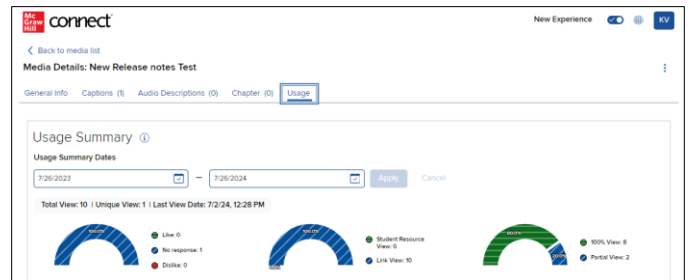 Mc Graw Hill connect New Experience KV
Back to media list
Media Details: New Release notes Test
General Info Captions (1) Audio Descriptions (0) Chapter (0) Usage
Usage Summary
Usage Summary Dates
7/26/2023 – 7/26/2024 Apply Cancel
Total View: 10 | Unique View: 1 | Last View Date: 7/2/24, 12:28 PM
100.0%
Like: 0
No response: 1
Dislike: 0
100.0%
Student Resource
View: 0
Link View: 10
80.0%
20.0%
100% View: 8
Partial View: 2